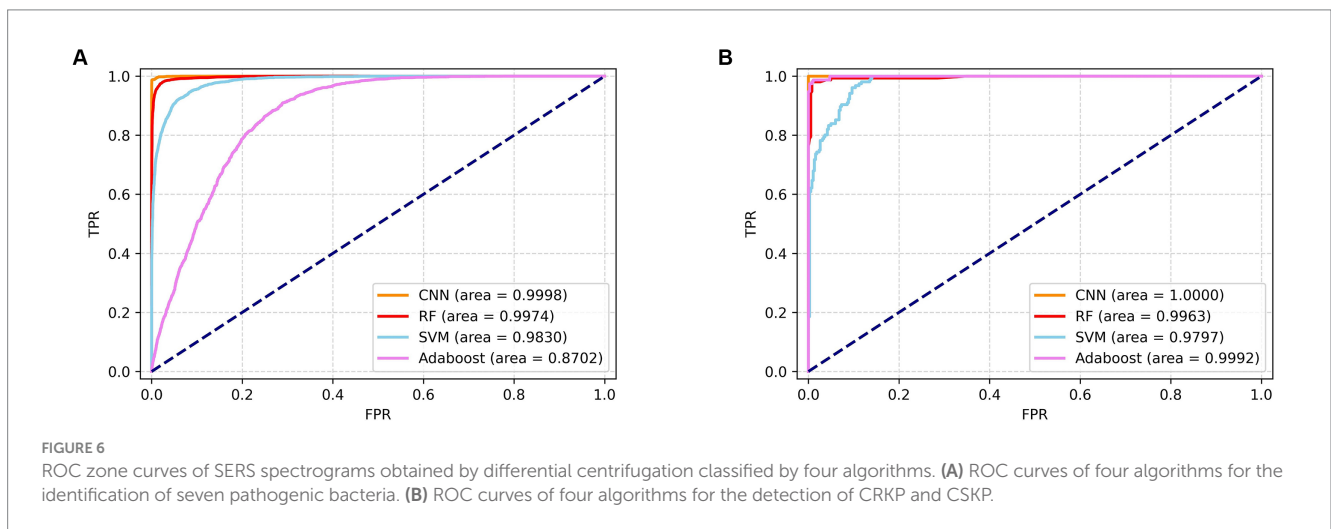 A
1.0
0.8
0.6
0.4
0.2
0.0
TPR
0.0 0.2 0.4 0.6 0.8 1.0
FPR
CNN (area = 0.9998)
RF (area = 0.9974)
SVM (area = 0.9830)
Adaboost (area = 0.8702)
B
1.0
0.8
0.6
0.4
0.2
0.0
TPR
0.0 0.2 0.4 0.6 0.8 1.0
FPR
CNN (area = 1.0000)
RF (area = 0.9963)
SVM (area = 0.9797)
Adaboost (area = 0.9992)
FIGURE 6
ROC zone curves of SERS spectrograms obtained by differential centrifugation classified by four algorithms. (A) ROC curves of four algorithms for the
identification of seven pathogenic bacteria. (B) ROC curves of four algorithms for the detection of CRKP and CSKP.